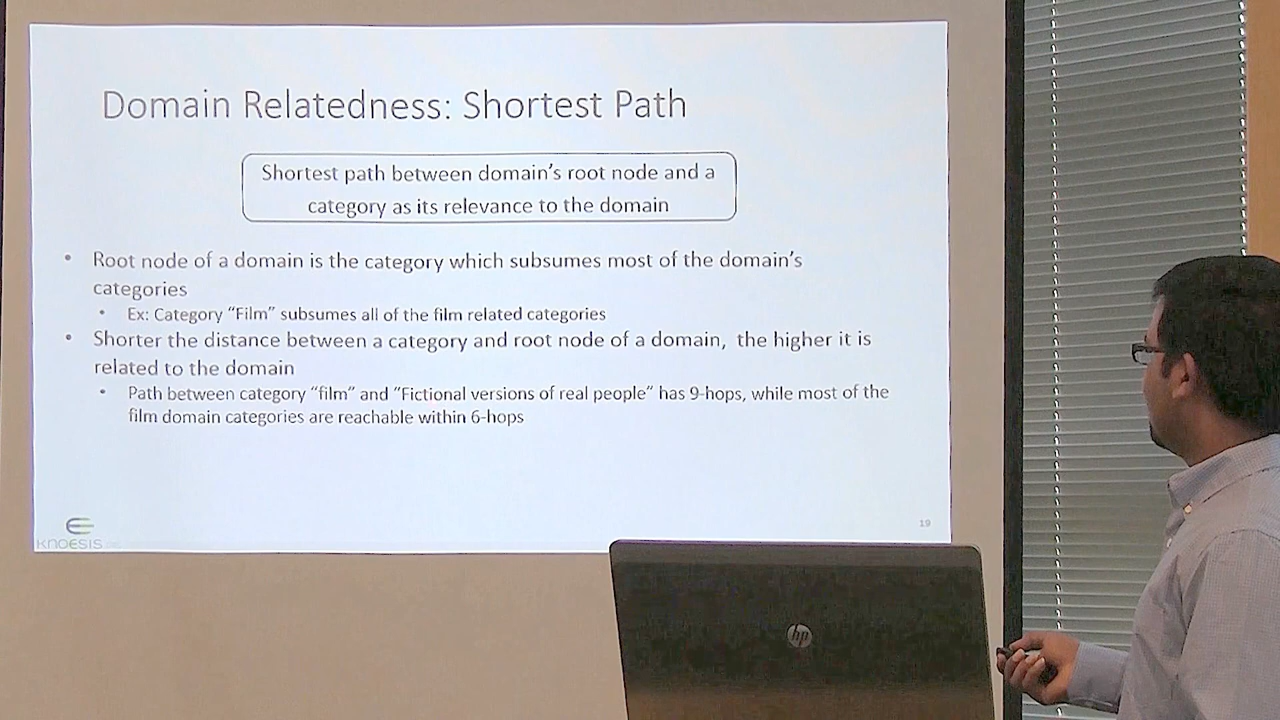 Domain Relatedness: Shortest Path
Shortest path between domain's root node and a
category as its relevance to the domain
• Root node of a domain is the category which subsumes most of the domain's
categories
• Ex: Category "Film" subsumes all of the film related categories
• Shorter the distance between a category and root node of a domain, the higher it is
related to the domain
• Path between category "film" and "Fictional versions of real people" has 9-hops, while most of the
film domain categories are reachable within 6-hops
KNOESIS
19
hp